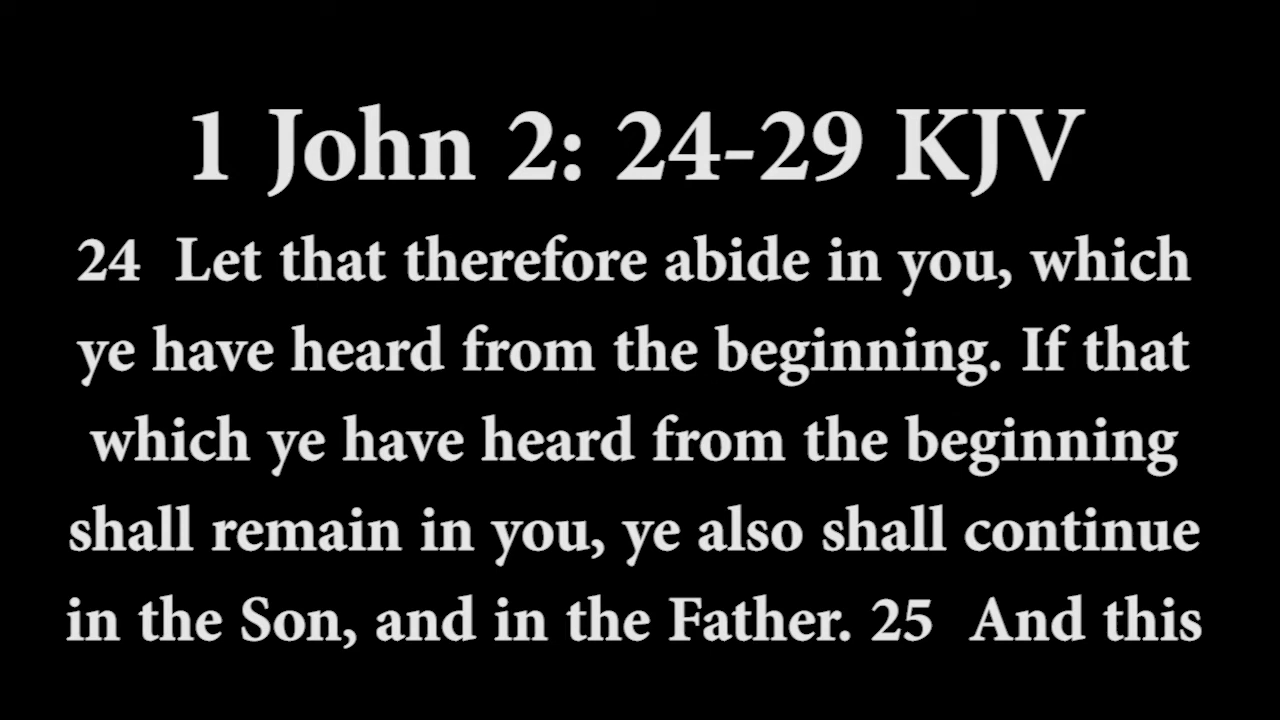 1 John 2: 24-29 KJV
24 Let that therefore abide in you, which
ye have heard from the beginning. If that
which ye have heard from the beginning
shall remain in you, ye also shall continue
in the Son, and in the Father. 25 And this